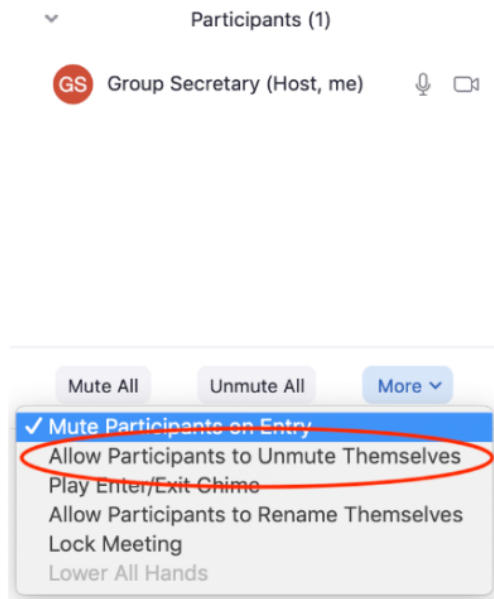 Participants (1)
GS Group Secretary (Host, me)
Mute All Unmute All More
✓ Mute Participants on Entry
Allow Participants to Unmute Themselves
Play Enter/Exit Chime
Allow Participants to Rename Themselves
Lock Meeting
Lower All Hands